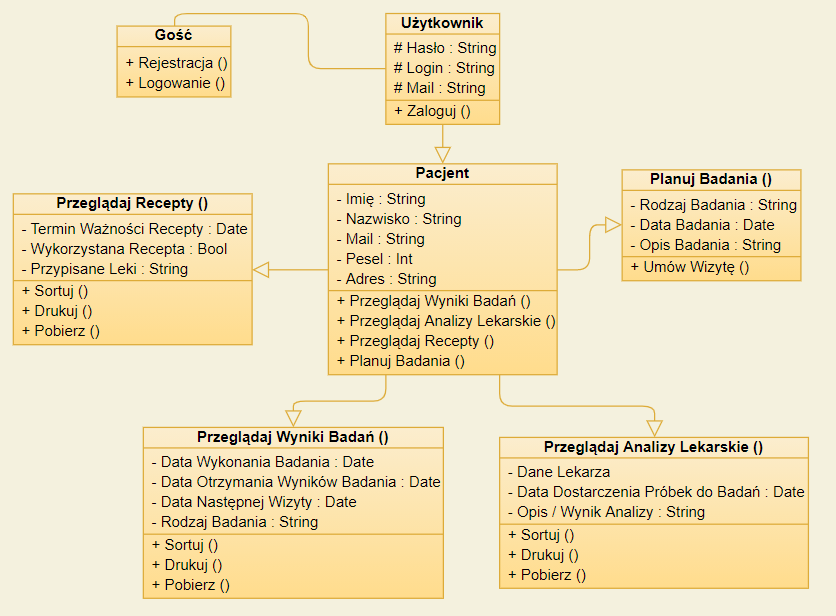 Gość
+ Rejestracja ()
+ Logowanie ()
Użytkownik
# Hasło : String
# Login : String
# Mail : String
+ Zaloguj ()
Przeglądaj Recepty ()
- Termin Ważności Recepty : Date
- Wykorzystana Recepta : Bool
- Przypisane Leki : String
+ Sortuj ()
+ Drukuj ()
+ Pobierz ()
Pacjent
- Imię : String
- Nazwisko : String
- Mail : String
- Pesel : Int
- Adres : String
+ Przeglądaj Wyniki Badań ()
+ Przeglądaj Analizy Lekarskie ()
+ Przeglądaj Recepty ()
+ Planuj Badania ()
Planuj Badania ()
- Rodzaj Badania : String
- Data Badania : Date
- Opis Badania : String
+ Umów Wizytę ()
Przeglądaj Wyniki Badań ()
- Data Wykonania Badania : Date
- Data Otrzymania Wyników Badania : Date
- Data Następnej Wizyty : Date
- Rodzaj Badania : String
+ Sortuj ()
+ Drukuj ()
+ Pobierz ()
Przeglądaj Analizy Lekarskie ()
- Dane Lekarza
- Data Dostarczenia Próbek do Badań : Date
- Opis / Wynik Analizy : String
+ Sortuj ()
+ Drukuj ()
+ Pobierz ()